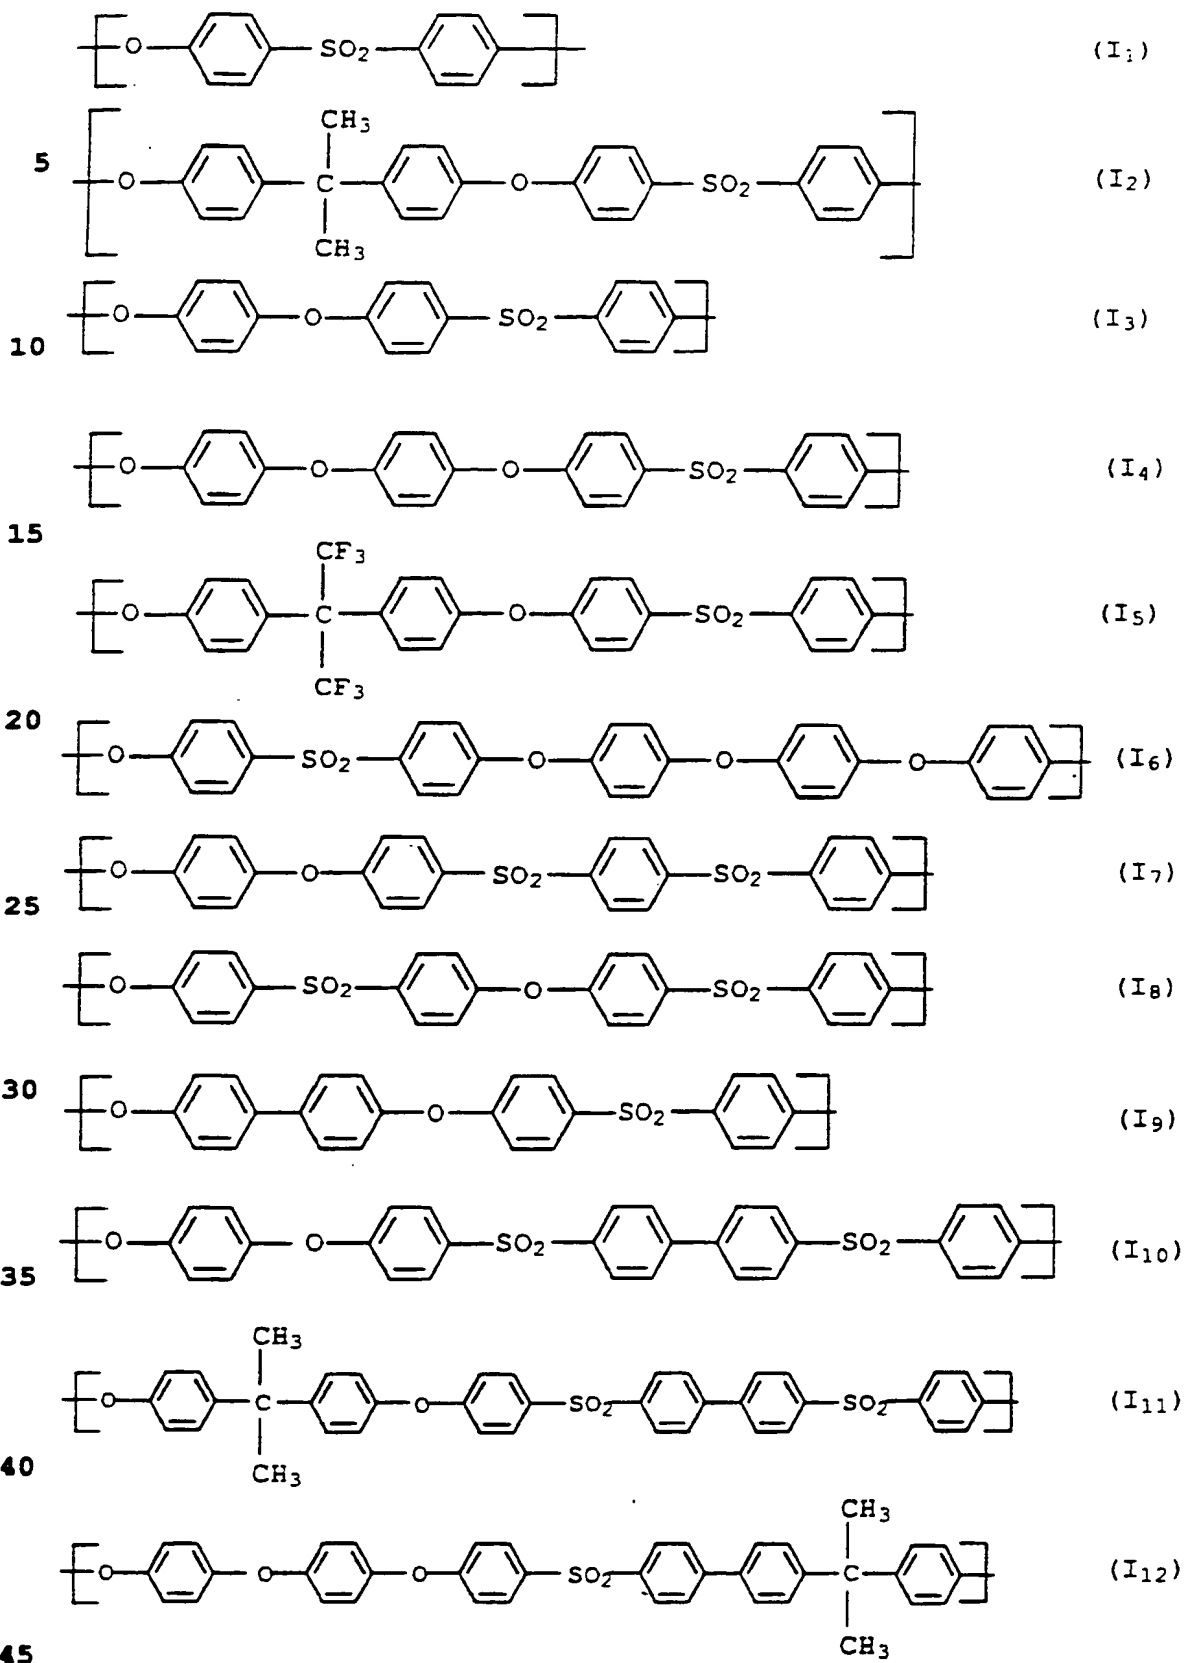 O SO2 (I1)
CH3
5 O C O SO2 (I2)
CH3
O O SO2 (I3)
10
O O O SO2 (I4)
15
CF3
O C O SO2 (I5)
CF3
20
O SO2 O O O (I6)
O O SO2 SO2 (I7)
25
O SO2 O SO2 (I8)
30
O O SO2 (I9)
O O SO2 SO2 (I10)
35
CH3
O C O SO2 SO2 (I11)
40
CH3
CH3
O O O SO2 C (I12)
CH3
45